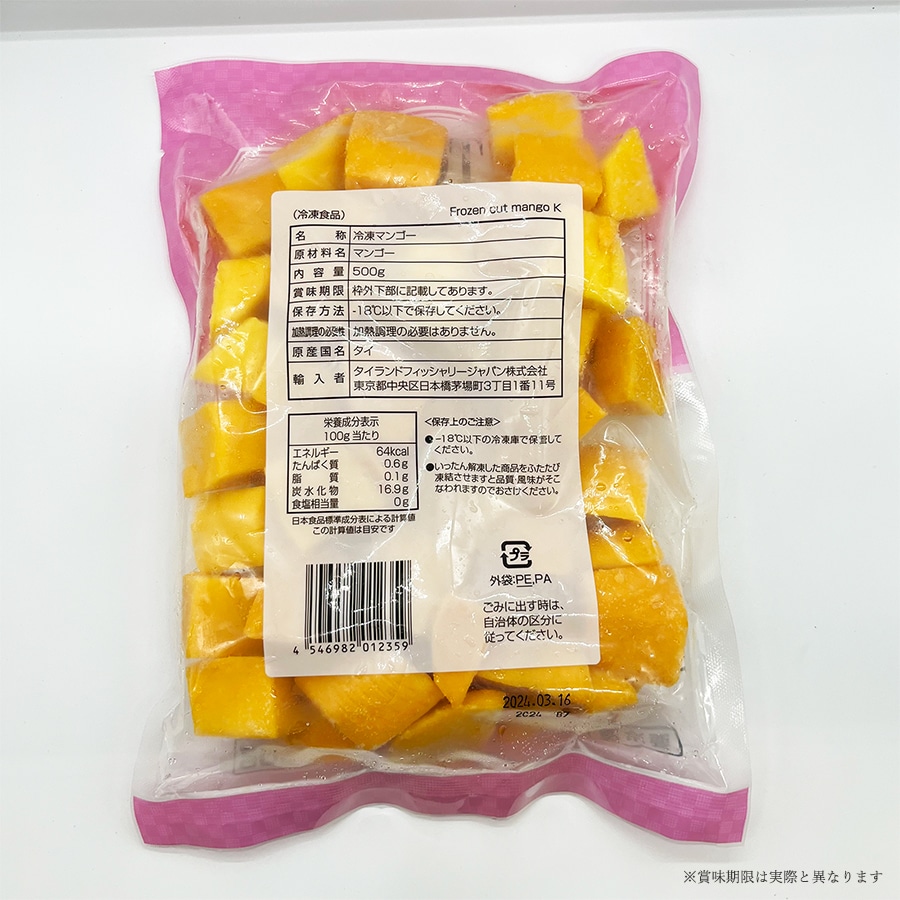 （冷凍食品） Frozen cut mango K
名称 冷凍マンゴー
原材料名 マンゴー
内容量 500g
賞味期限 枠外下部に記載してあります。
保存方法 -18℃以下で保存してください。
加熱調理の必要性 加熱調理の必要はありません。
原産国名 タイ
輸入者 タイランドフィッシャリージャパン株式会社
東京都中央区日本橋茅場町3丁目1番11号
栄養成分表示
100g当たり
エネルギー 64kcal
たんぱく質 0.6g
脂質 0.1g
炭水化物 16.9g
食塩相当量 0g
日本食品標準成分表による計算値
この計算値は目安です
＜保存上のご注意＞
●-18℃以下の冷凍庫で保管して
ください。
●いったん解凍した商品をふたたび
凍結させますと品質・風味がそこ
なわれますのでおさけください。
プラ
外袋:PE,PA
ごみに出す時は、
自治体の区分に
従ってください。
4 546982 012359
2024.03.16
2024 07
※賞味期限は実際と異なります